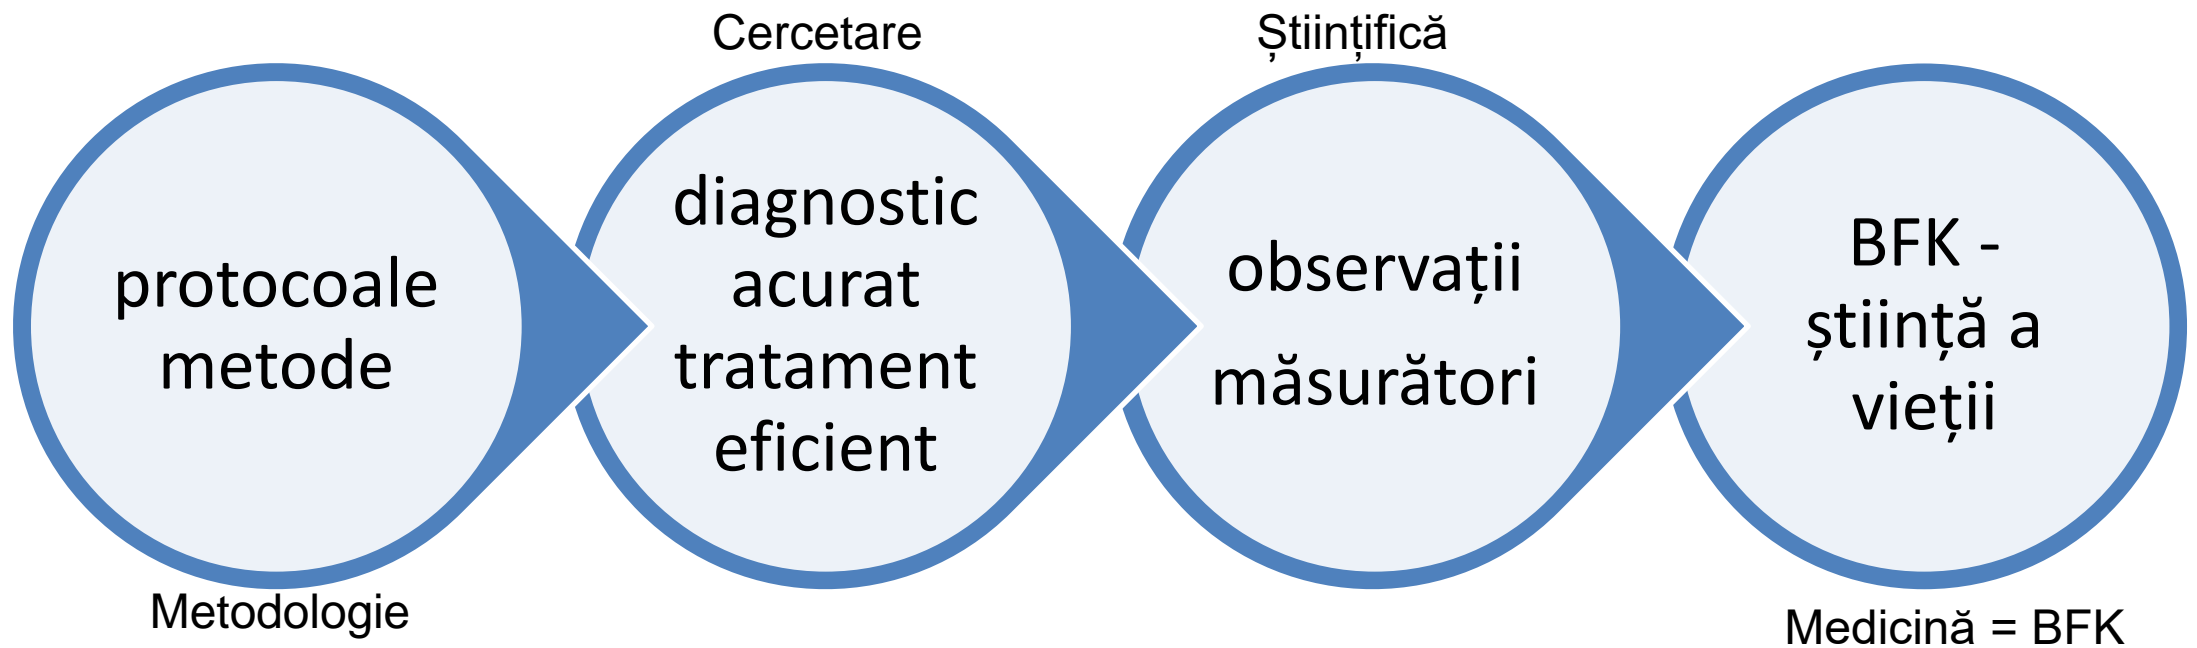 Cercetare
Științifică
protocoale
metode
diagnostic
acurat
tratament
eficient
observații
măsurători
BFK -
știință a
vieții
Metodologie
Medicină = BFK